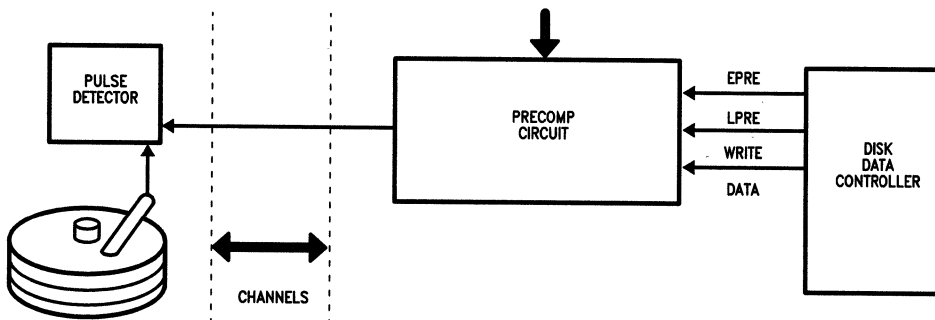 PULSE
DETECTOR
PRECOMP
CIRCUIT
EPRE
LPRE
WRITE
DATA
DISK
DATA
CONTROLLER
CHANNELS